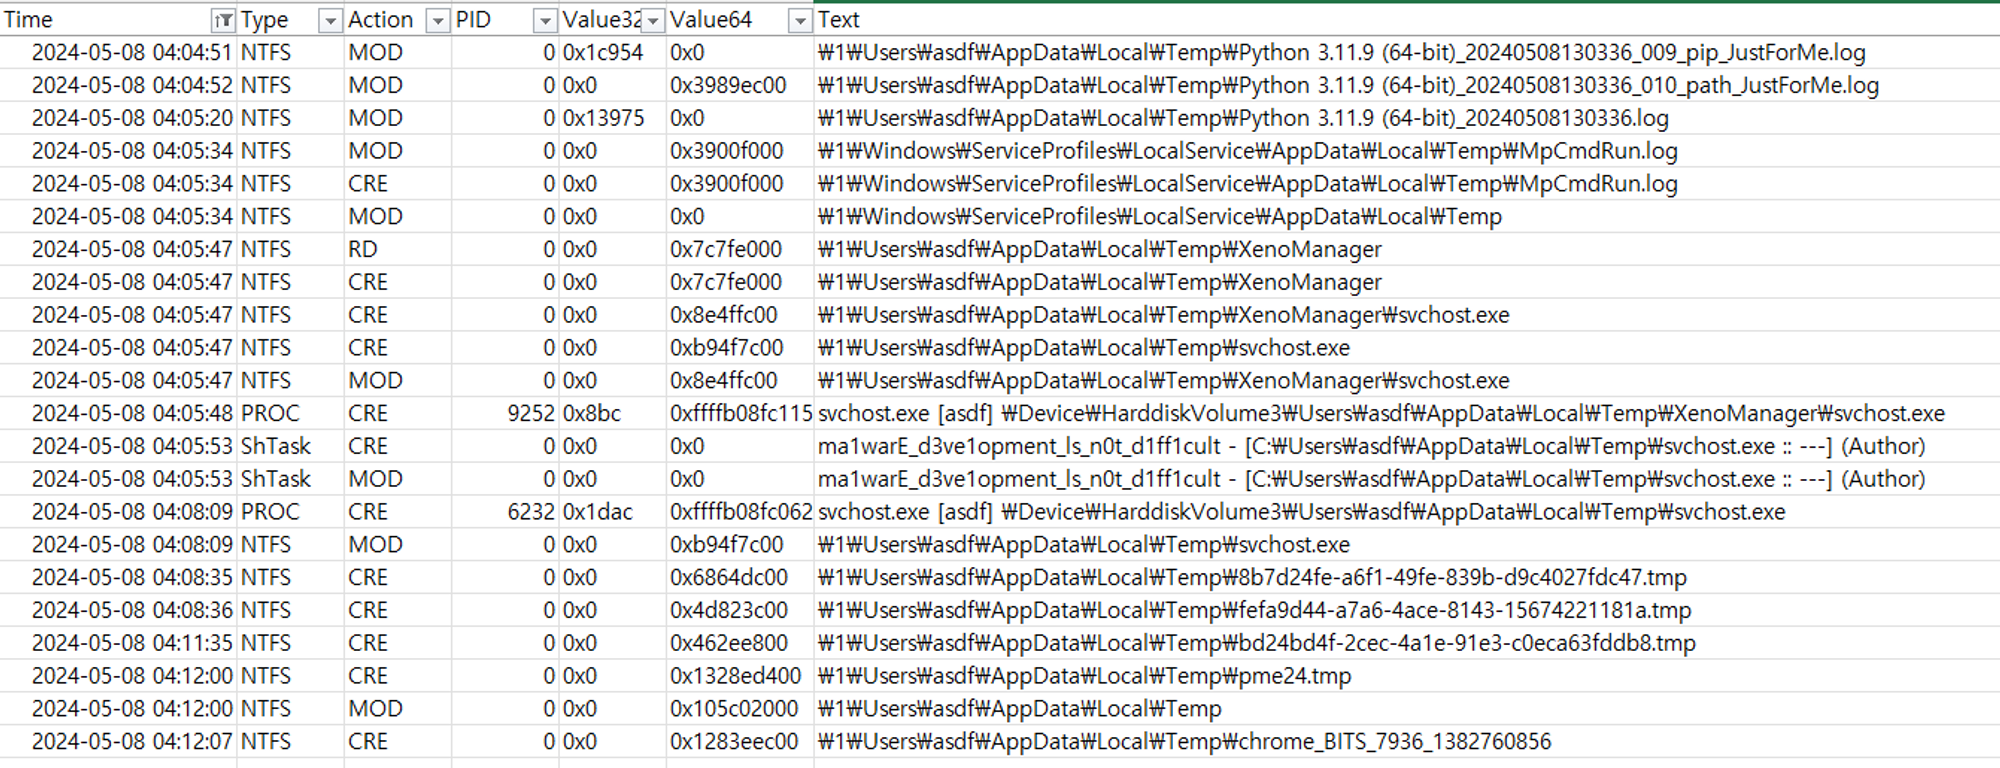 Time Type Action PID Value32 Value64 Text
2024-05-08 04:04:51 NTFS MOD 0 0x1c954 0x0 ₩1₩Users₩asdf₩AppData₩Local₩Temp₩Python 3.11.9 (64-bit)_20240508130336_009_pip_JustForMe.log
2024-05-08 04:04:52 NTFS MOD 0 0x0 0x3989ec00 ₩1₩Users₩asdf₩AppData₩Local₩Temp₩Python 3.11.9 (64-bit)_20240508130336_010_path_JustForMe.log
2024-05-08 04:05:20 NTFS MOD 0 0x13975 0x0 ₩1₩Users₩asdf₩AppData₩Local₩Temp₩Python 3.11.9 (64-bit)_20240508130336.log
2024-05-08 04:05:34 NTFS MOD 0 0x0 0x3900f000 ₩1₩Windows₩ServiceProfiles₩LocalService₩AppData₩Local₩Temp₩MpCmdRun.log
2024-05-08 04:05:34 NTFS CRE 0 0x0 0x3900f000 ₩1₩Windows₩ServiceProfiles₩LocalService₩AppData₩Local₩Temp₩MpCmdRun.log
2024-05-08 04:05:34 NTFS MOD 0 0x0 0x0 ₩1₩Windows₩ServiceProfiles₩LocalService₩AppData₩Local₩Temp
2024-05-08 04:05:47 NTFS RD 0 0x0 0x7c7fe000 ₩1₩Users₩asdf₩AppData₩Local₩Temp₩XenoManager
2024-05-08 04:05:47 NTFS CRE 0 0x0 0x7c7fe000 ₩1₩Users₩asdf₩AppData₩Local₩Temp₩XenoManager
2024-05-08 04:05:47 NTFS CRE 0 0x0 0x8e4ffc00 ₩1₩Users₩asdf₩AppData₩Local₩Temp₩XenoManager₩svchost.exe
2024-05-08 04:05:47 NTFS CRE 0 0x0 0xb94f7c00 ₩1₩Users₩asdf₩AppData₩Local₩Temp₩svchost.exe
2024-05-08 04:05:47 NTFS MOD 0 0x0 0x8e4ffc00 ₩1₩Users₩asdf₩AppData₩Local₩Temp₩XenoManager₩svchost.exe
2024-05-08 04:05:48 PROC CRE 9252 0x8bc 0xffffb08fc115 svchost.exe [asdf] ₩Device₩HarddiskVolume3₩Users₩asdf₩AppData₩Local₩Temp₩XenoManager₩svchost.exe
2024-05-08 04:05:53 ShTask CRE 0 0x0 0x0 ma1warE_d3ve1opment_ls_n0t_d1ff1cult - [C:₩Users₩asdf₩AppData₩Local₩Temp₩svchost.exe :: ---] (Author)
2024-05-08 04:05:53 ShTask MOD 0 0x0 0x0 ma1warE_d3ve1opment_ls_n0t_d1ff1cult - [C:₩Users₩asdf₩AppData₩Local₩Temp₩svchost.exe :: ---] (Author)
2024-05-08 04:08:09 PROC CRE 6232 0x1dac 0xffffb08fc062 svchost.exe [asdf] ₩Device₩HarddiskVolume3₩Users₩asdf₩AppData₩Local₩Temp₩svchost.exe
2024-05-08 04:08:09 NTFS MOD 0 0x0 0xb94f7c00 ₩1₩Users₩asdf₩AppData₩Local₩Temp₩svchost.exe
2024-05-08 04:08:35 NTFS CRE 0 0x0 0x6864dc00 ₩1₩Users₩asdf₩AppData₩Local₩Temp₩8b7d24fe-a6f1-49fe-839b-d9c4027fdc47.tmp
2024-05-08 04:08:36 NTFS CRE 0 0x0 0x4d823c00 ₩1₩Users₩asdf₩AppData₩Local₩Temp₩fefa9d44-a7a6-4ace-8143-15674221181a.tmp
2024-05-08 04:11:35 NTFS CRE 0 0x0 0x462ee800 ₩1₩Users₩asdf₩AppData₩Local₩Temp₩bd24bd4f-2cec-4a1e-91e3-c0eca63fddb8.tmp
2024-05-08 04:12:00 NTFS CRE 0 0x0 0x1328ed400 ₩1₩Users₩asdf₩AppData₩Local₩Temp₩pme24.tmp
2024-05-08 04:12:00 NTFS MOD 0 0x0 0x105c02000 ₩1₩Users₩asdf₩AppData₩Local₩Temp
2024-05-08 04:12:07 NTFS CRE 0 0x0 0x1283eec00 ₩1₩Users₩asdf₩AppData₩Local₩Temp₩chrome_BITS_7936_1382760856